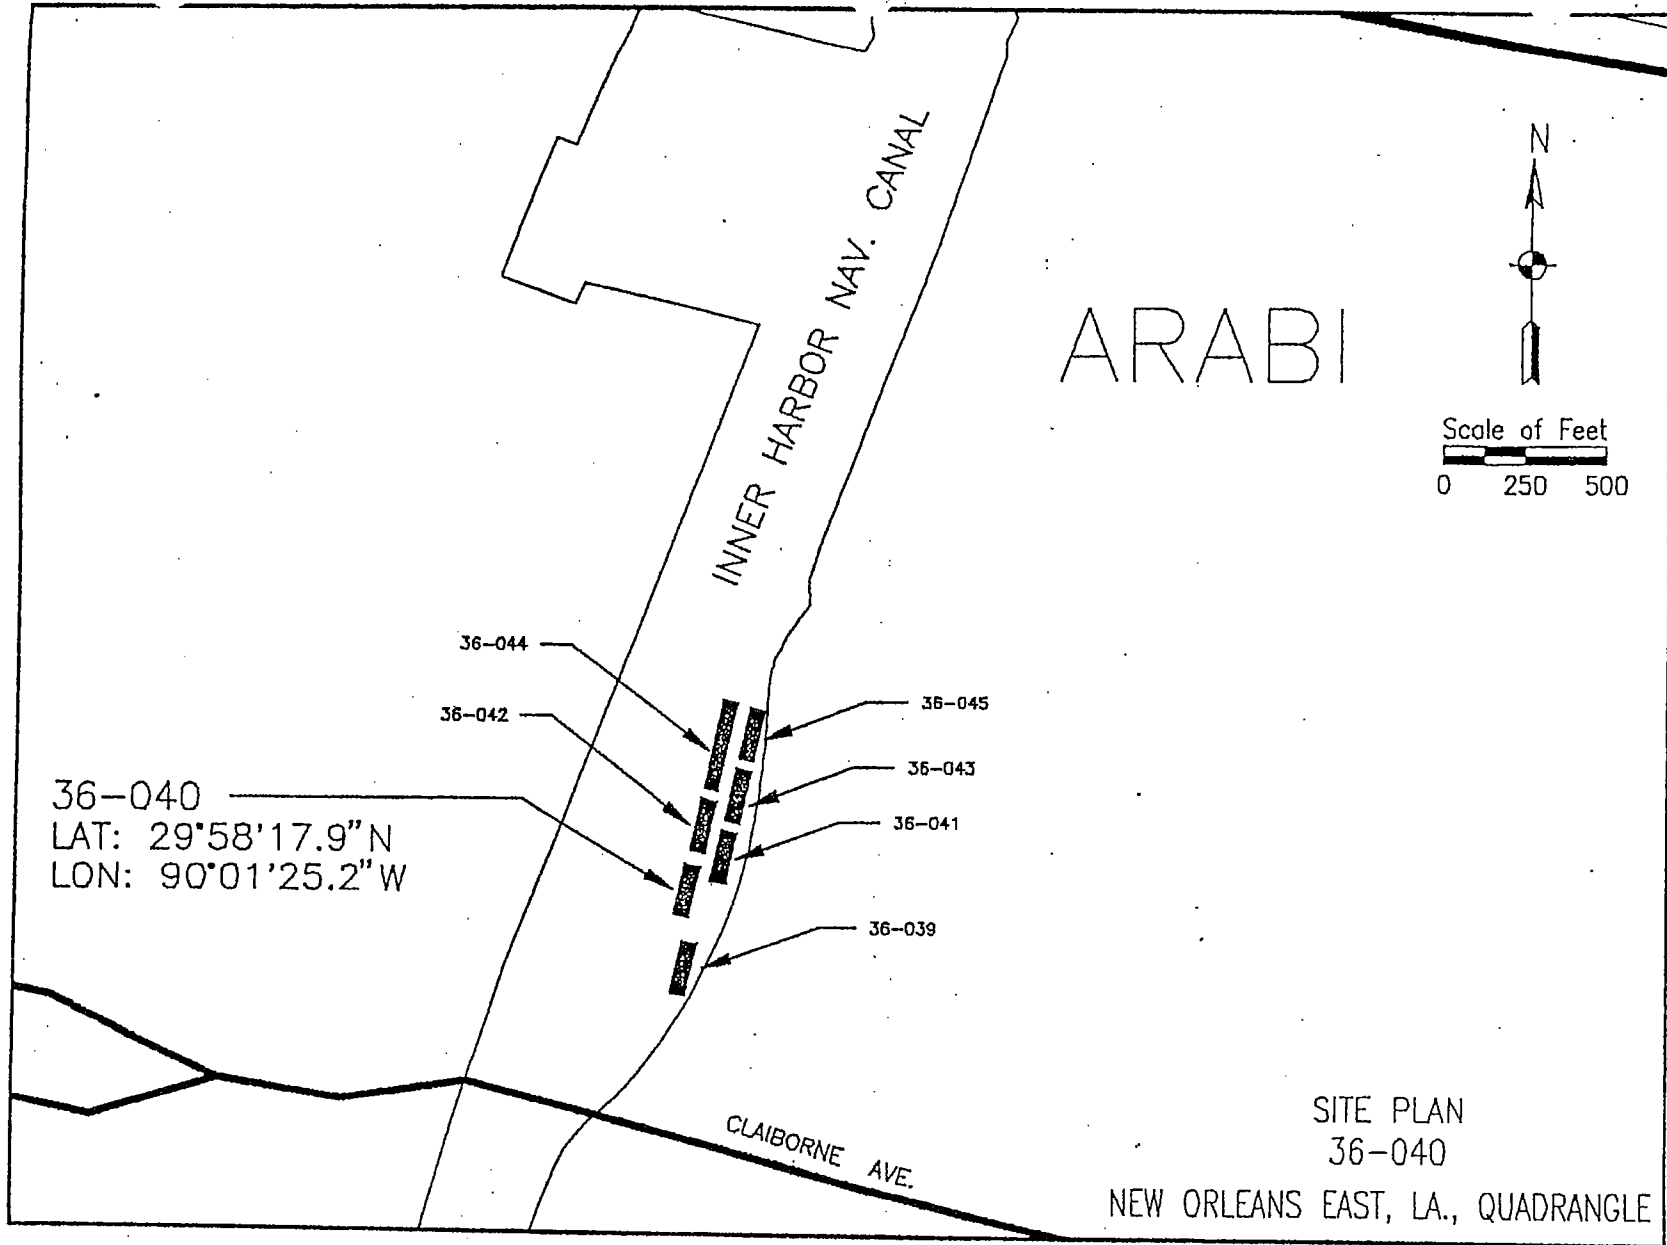 N
INNER HARBOR NAV. CANAL
ARABI
Scale of Feet
0 250 500
36-044
36-042
36-045
36-043
36-040
LAT: 29°58'17.9"N
LON: 90°01'25.2"W
36-041
36-039
CLAIBORNE AVE.
SITE PLAN
36-040
NEW ORLEANS EAST, LA., QUADRANGLE